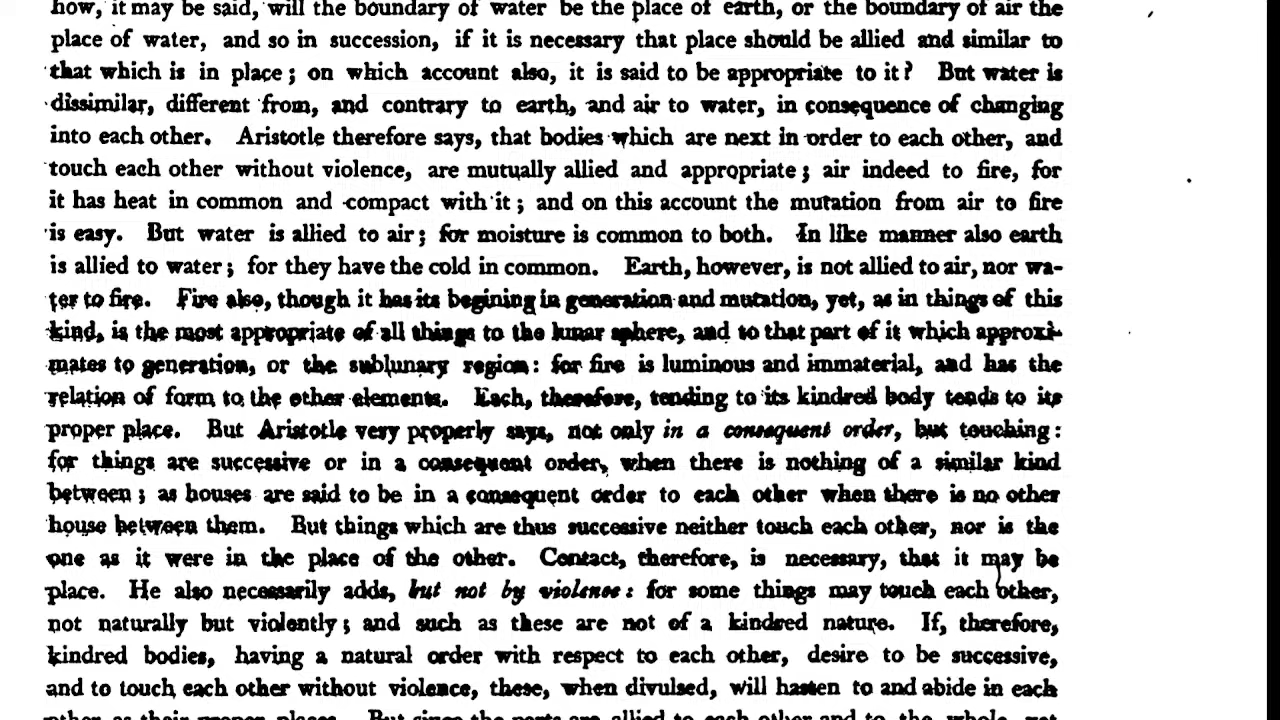 how, it may be said, will the boundary of water be the place of earth, or the boundary of air the
place of water, and so in succession, if it is necessary that place should be allied and similar to
that which is in place; on which account also, it is said to be appropriate to it? But water is
dissimilar, different from, and contrary to earth, and air to water, in consequence of changing
into each other. Aristotle therefore says, that bodies which are next in order to each other, and
touch each other without violence, are mutually allied and appropriate; air indeed to fire, for
it has heat in common and compact with it; and on this account the mutation from air to fire
is easy. But water is allied to air; for moisture is common to both. In like manner also earth
is allied to water; for they have the cold in common. Earth, however, is not allied to air, nor wa-
ter to fire. Fire also, though it has its begining in generation and mutation, yet, as in things of this
kind, is the most appropriate of all things to the lunar sphere, and to that part of it which approxi-
mates to generation, or the sublunary region: for fire is luminous and immaterial, and has the
relation of form to the other elements. Each, therefore, tending to its kindred body tends to its
proper place. But Aristotle very properly says, not only in a consequent order, but touching:
for things are successive or in a consequent order, when there is nothing of a similar kind
between; as houses are said to be in a consequent order to each other when there is no other
house between them. But things which are thus successive neither touch each other, nor is the
one as it were in the place of the other. Contact, therefore, is necessary, that it may be
place. He also necessarily adds, but not by violence: for some things may touch each other,
not naturally but violently; and such as these are not of a kindred nature. If, therefore,
kindred bodies, having a natural order with respect to each other, desire to be successive,
and to touch each other without violence, these, when divulsed, will hasten to and abide in each
other as their proper places. But since the parts are allied to each other and to the whole, yet